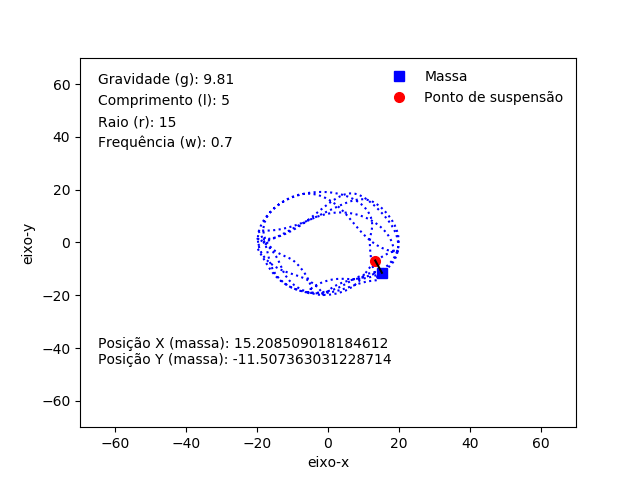 Gravidade (g): 9.81
Comprimento (l): 5
Raio (r): 15
Frequência (w): 0.7
Massa
Ponto de suspensão
60
40
20
0
−20
−40
−60
eixo-y
Posição X (massa): 15.208509018184612
Posição Y (massa): -11.507363031228714
−60 −40 −20 0 20 40 60
eixo-x